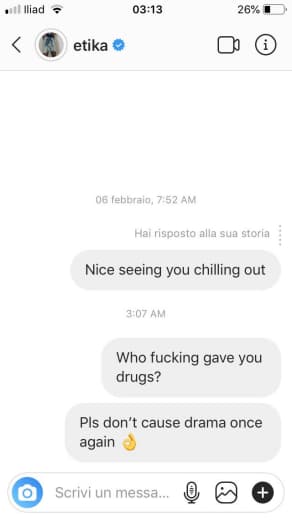 Iliad 03:13 26%
etika
06 febbraio, 7:52 AM
Hai risposto alla sua storia
Nice seeing you chilling out
3:07 AM
Who fucking gave you
drugs?
Pls don't cause drama once
again 👌
Scrivi un messa...